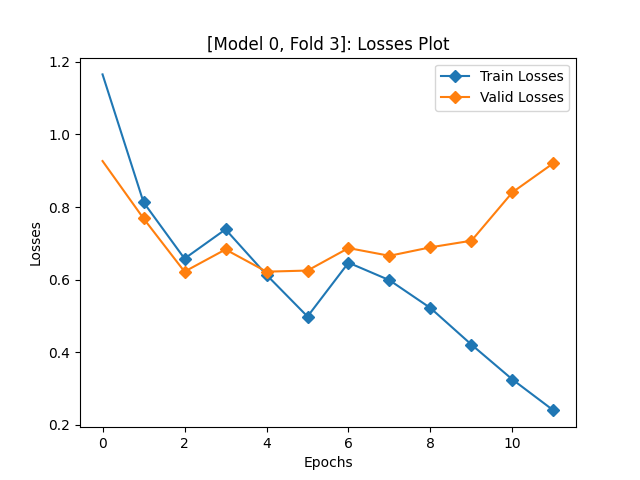 [Model 0, Fold 3]: Losses Plot
Train Losses
Valid Losses
Losses
1.2
1.0
0.8
0.6
0.4
0.2
0 2 4 6 8 10
Epochs